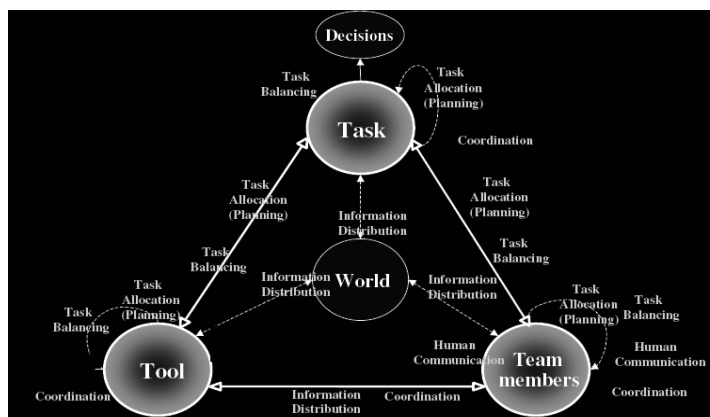 Decisions
Task
Balancing
Task
Allocation
(Planning)
Task
Coordination
Task
Allocation
(Planning)
Task
Allocation
(Planning)
Information
Distribution
Task
Balancing
Task
Balancing
World
Information
Distribution
Information
Distribution
Task
Allocation
(Planning)
Task
Balancing
Task
Allocation
(Planning)
Task
Balancing
Human
Communication
Human
Communication
Tool
Team
members
Coordination
Information
Distribution
Coordination
Coordination